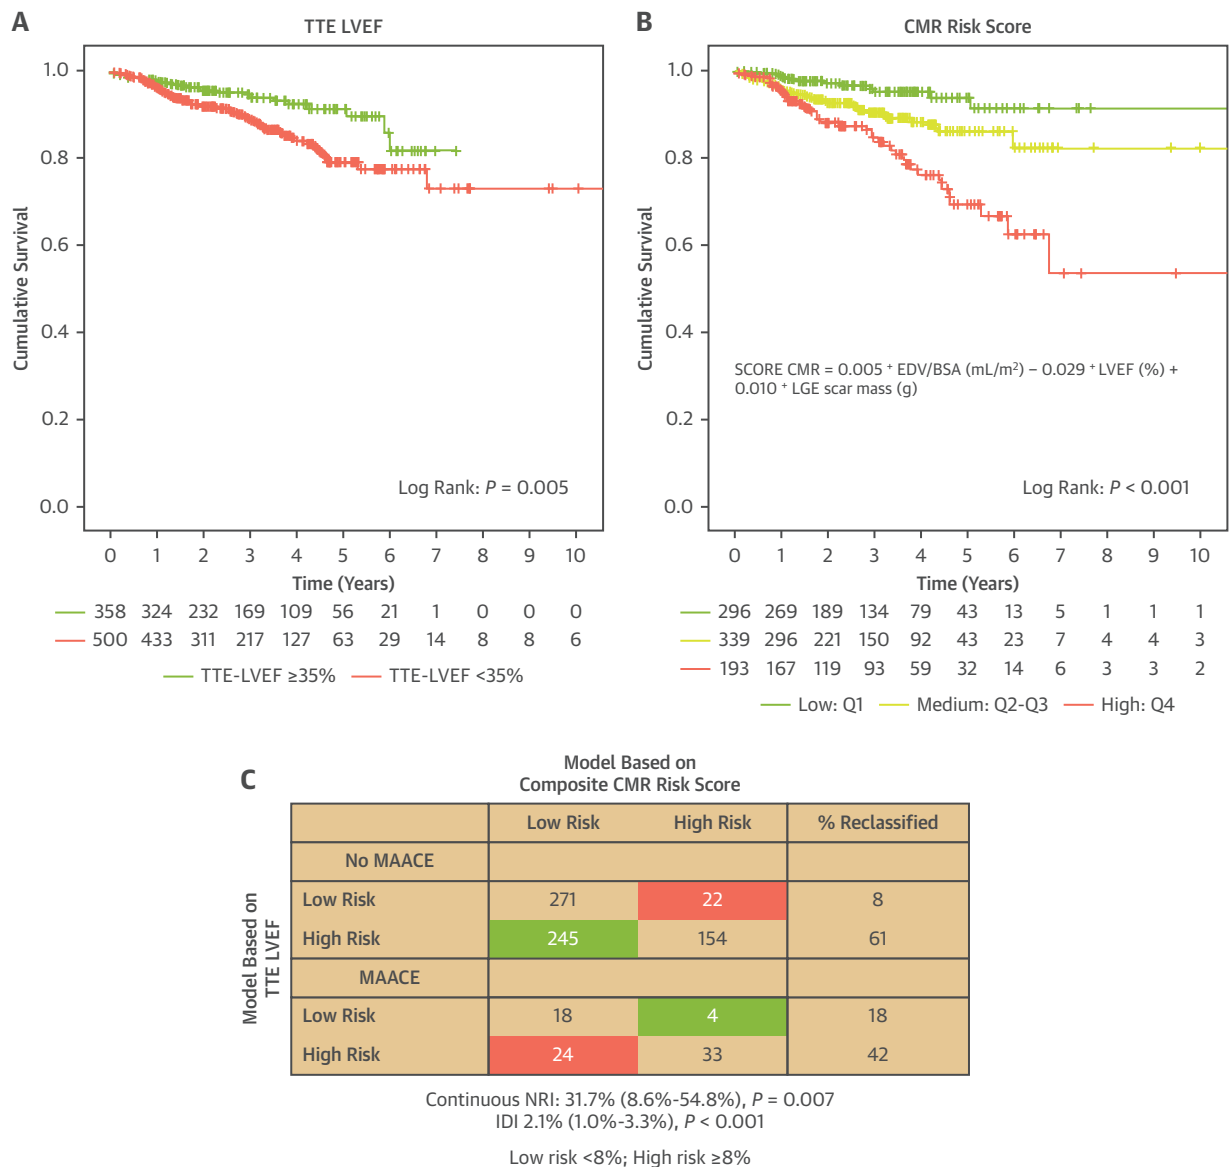 A
TTE LVEF
Cumulative Survival
1.0
0.8
0.6
0.4
0.2
0.0
Log Rank: P = 0.005
0 1 2 3 4 5 6 7 8 9 10
Time (Years)
358 324 232 169 109 56 21 1 0 0 0
500 433 311 217 127 63 29 14 8 8 6
TTE-LVEF ≥35% TTE-LVEF <35%
B
CMR Risk Score
Cumulative Survival
1.0
0.8
0.6
0.4
0.2
0.0
SCORE CMR = 0.005 + EDV/BSA (mL/m²) − 0.029 + LVEF (%) +
0.010 + LGE scar mass (g)
Log Rank: P < 0.001
0 1 2 3 4 5 6 7 8 9 10
Time (Years)
296 269 189 134 79 43 13 5 1 1 1
339 296 221 150 92 43 23 7 4 4 3
193 167 119 93 59 32 14 6 3 3 2
Low: Q1 Medium: Q2-Q3 High: Q4
C
Model Based on
Composite CMR Risk Score
Model Based on
TTE LVEF
Low Risk High Risk % Reclassified
No MAACE
Low Risk 271 22 8
High Risk 245 154 61
MAACE
Low Risk 18 4 18
High Risk 24 33 42
Continuous NRI: 31.7% (8.6%-54.8%), P = 0.007
IDI 2.1% (1.0%-3.3%), P < 0.001
Low risk <8%; High risk ≥8%